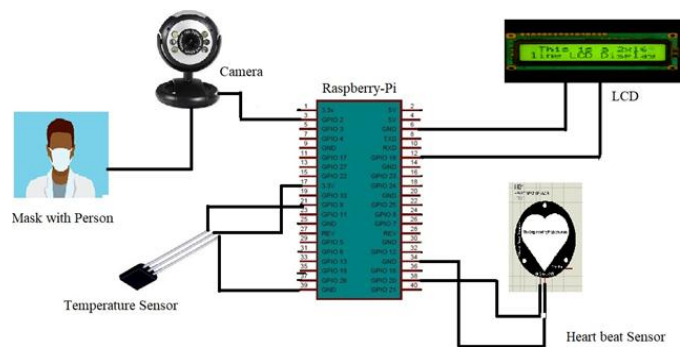 Camera
Raspberry-Pi
This is a 2x16
line LCD Display
LCD
Mask with Person
Temperature Sensor
Heart beat Sensor
1
3.3v
5V
2
3
GPIO 2
5V
4
5
GPIO 3
GND
6
7
GPIO 4
TXD
8
9
GND
RXD
10
11
GPIO 17
GPIO 18
12
13
GPIO 27
GND
14
15
GPIO 22
GPIO 23
16
17
3.3V
GPIO 24
18
19
GPIO 10
GND
20
21
GPIO 9
GPIO 25
22
23
GPIO 11
GPIO 8
24
25
GND
GPIO 7
26
27
28
29
GPIO 5
GND
30
31
GPIO 6
GPIO 12
32
33
GPIO 13
GND
34
35
GPIO 19
36
37
GPIO 26
GPIO 20
38
39
GND
GPIO 21
40